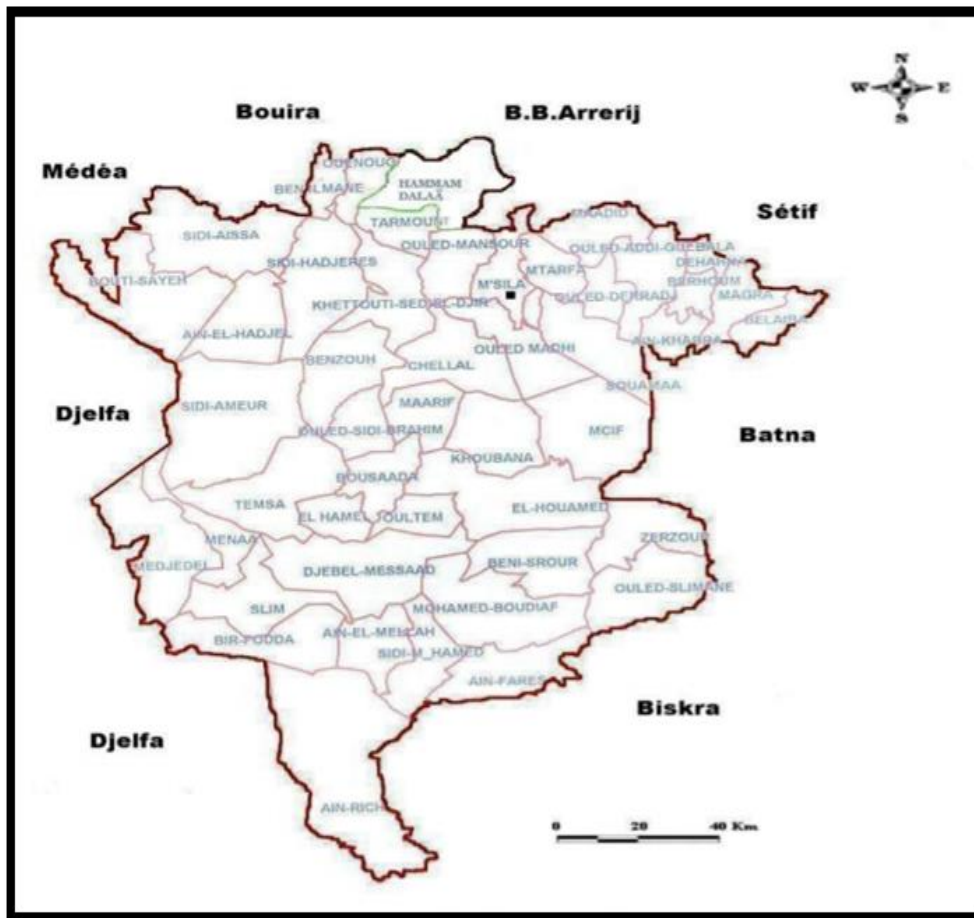 N
W E
S
Bouira
B.B.Arrerij
Médéa
Sétif
OUENOUG
BENI-LMANE
HAMMAM
DALAÂ
TARMOUNT
MAADID
SIDI-AISSA
OULED-MANSOUR
OULED-ADDI-GUEBALA
DEHAHNA
SIDI-HADJERES
MTARFA
BOUTI-SAYEH
M'SILA
BERHOUM
MAGRA
KHETTOUTI-SED-EL-DJIR
OULED-DERRADJ
BELAIBA
AIN-EL-HADJEL
OULED MADHI
AIN-KHADRA
BENZOUH
CHELLAL
SOUAMAA
Djelfa
SIDI-AMEUR
MAARIF
OULED-SIDI-BRAHIM
MCIF
Batna
KHOUBANA
BOUSAADA
TEMSA
EL HAMEL
OULTEM
EL-HOUAMED
MENAA
ZERZOUR
MEDJEDEL
DJEBEL-MESSAAD
BENI-SROUR
OULED-SLIMANE
SLIM
MOHAMED-BOUDIAF
BIR-FODDA
AIN-EL-MELLAH
SIDI-M_HAMED
AIN-FARES
Biskra
Djelfa
AIN-RICH
0 20 40 Km